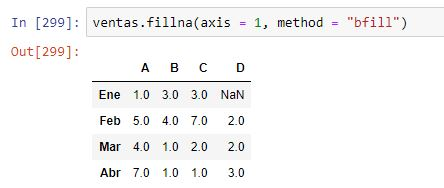 In [299]: ventas.fillna(axis = 1, method = "bfill")
Out[299]:
A B C D
Ene 1.0 3.0 3.0 NaN
Feb 5.0 4.0 7.0 2.0
Mar 4.0 1.0 2.0 2.0
Abr 7.0 1.0 1.0 3.0